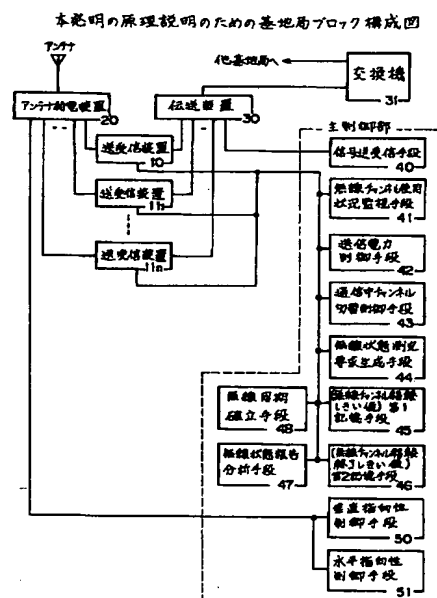 本発明の原理説明のための基地局ブロック構成図
アンテナ
他基地局へ
交換機
31
アンテナ給電装置
20
伝送装置
30
主制御部
送受信装置
10
送受信装置
11
送受信装置
11n
信号送受信手段
40
無線チャンネル使用
状況監視手段
41
送信電力
制御手段
42
通信中チャンネル
切替制御手段
43
無線状態測定
要求生成手段
44
無線同期
確立手段
48
(無線チャンネル移
しきい値)第1
記憶手段
45
無線状態報告
分析手段
47
(無線チャンネル移
しきい値)
第2記憶手段
46
垂直指向性
制御手段
50
水平指向性
制御手段
51